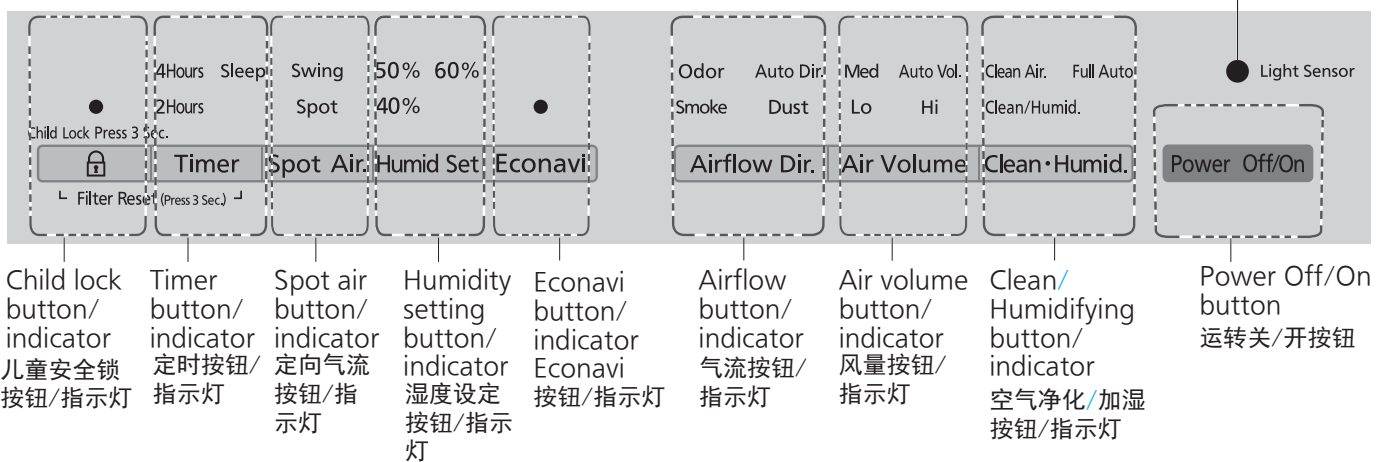 4Hours Sleep Swing 50% 60% Odor Auto Dir. Med Auto Vol. Clean Air. Full Auto Light Sensor
2Hours Spot 40% Smoke Dust Lo Hi Clean/Humid.
Child Lock Press 3 Sec.
Timer Spot Air. Humid Set Econavi Airflow Dir. Air Volume Clean·Humid. Power Off/On
Filter Reset (Press 3 Sec.)
Child lock
button/
indicator
儿童安全锁
按钮/指示灯
Timer
button/
indicator
定时按钮/
指示灯
Spot air
button/
indicator
定向气流
按钮/指
示灯
Humidity
setting
button/
indicator
湿度设定
按钮/指示
灯
Econavi
button/
indicator
Econavi
按钮/指示灯
Airflow
button/
indicator
气流按钮/
指示灯
Air volume
button/
indicator
风量按钮/
指示灯
Clean/
Humidifying
button/
indicator
空气净化/加湿
按钮/指示灯
Power Off/On
button
运转关/开按钮